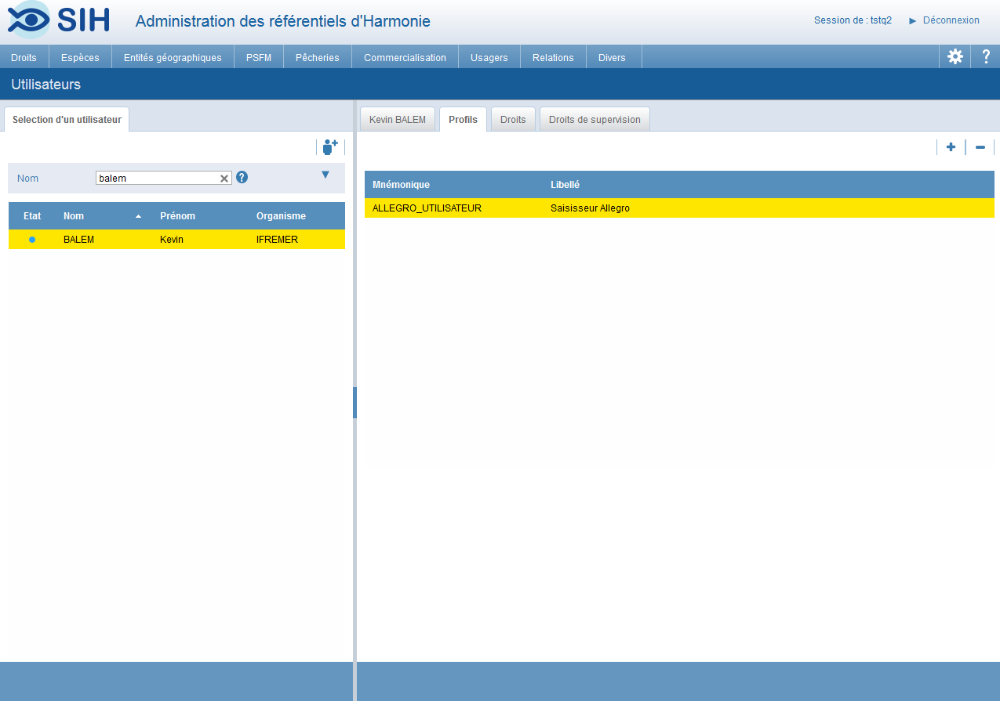 SIH
Administration des référentiels d'Harmonie
Session de : tstq2
Déconnexion
Droits
Espèces
Entités géographiques
PSFM
Pêcheries
Commercialisation
Usagers
Relations
Divers
?
Utilisateurs
Selection d'un utilisateur
Kevin BALEM
Profils
Droits
Droits de supervision
Nom balem ?
Etat Nom Prénom Organisme
BALEM Kevin IFREMER
Mnémonique Libellé
ALLEGRO_UTILISATEUR Saisisseur Allegro